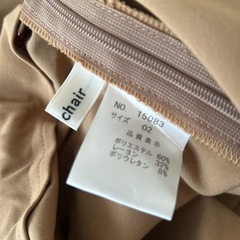 chair
NO. 15083
サイズ
02
品質表示
ポリエステル 60%
レーヨン 32%
ポリウレタン 8%